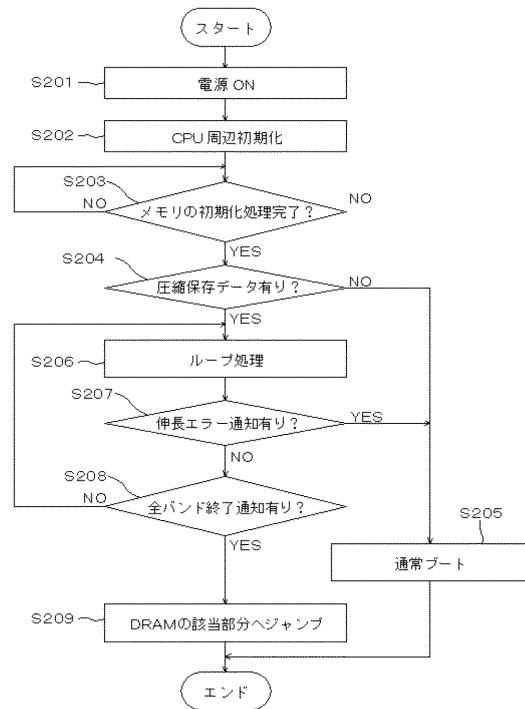 スタート
S201
電源 ON
S202
CPU 周辺初期化
S203
NO
メモリの初期化処理完了？
NO
YES
S204
圧縮保存データ有り？
NO
YES
S206
ループ処理
S207
伸長エラー通知有り？
YES
NO
S208
NO
全バンド終了通知有り？
YES
S205
通常ブート
S209
DRAMの該当部分へジャンプ
エンド